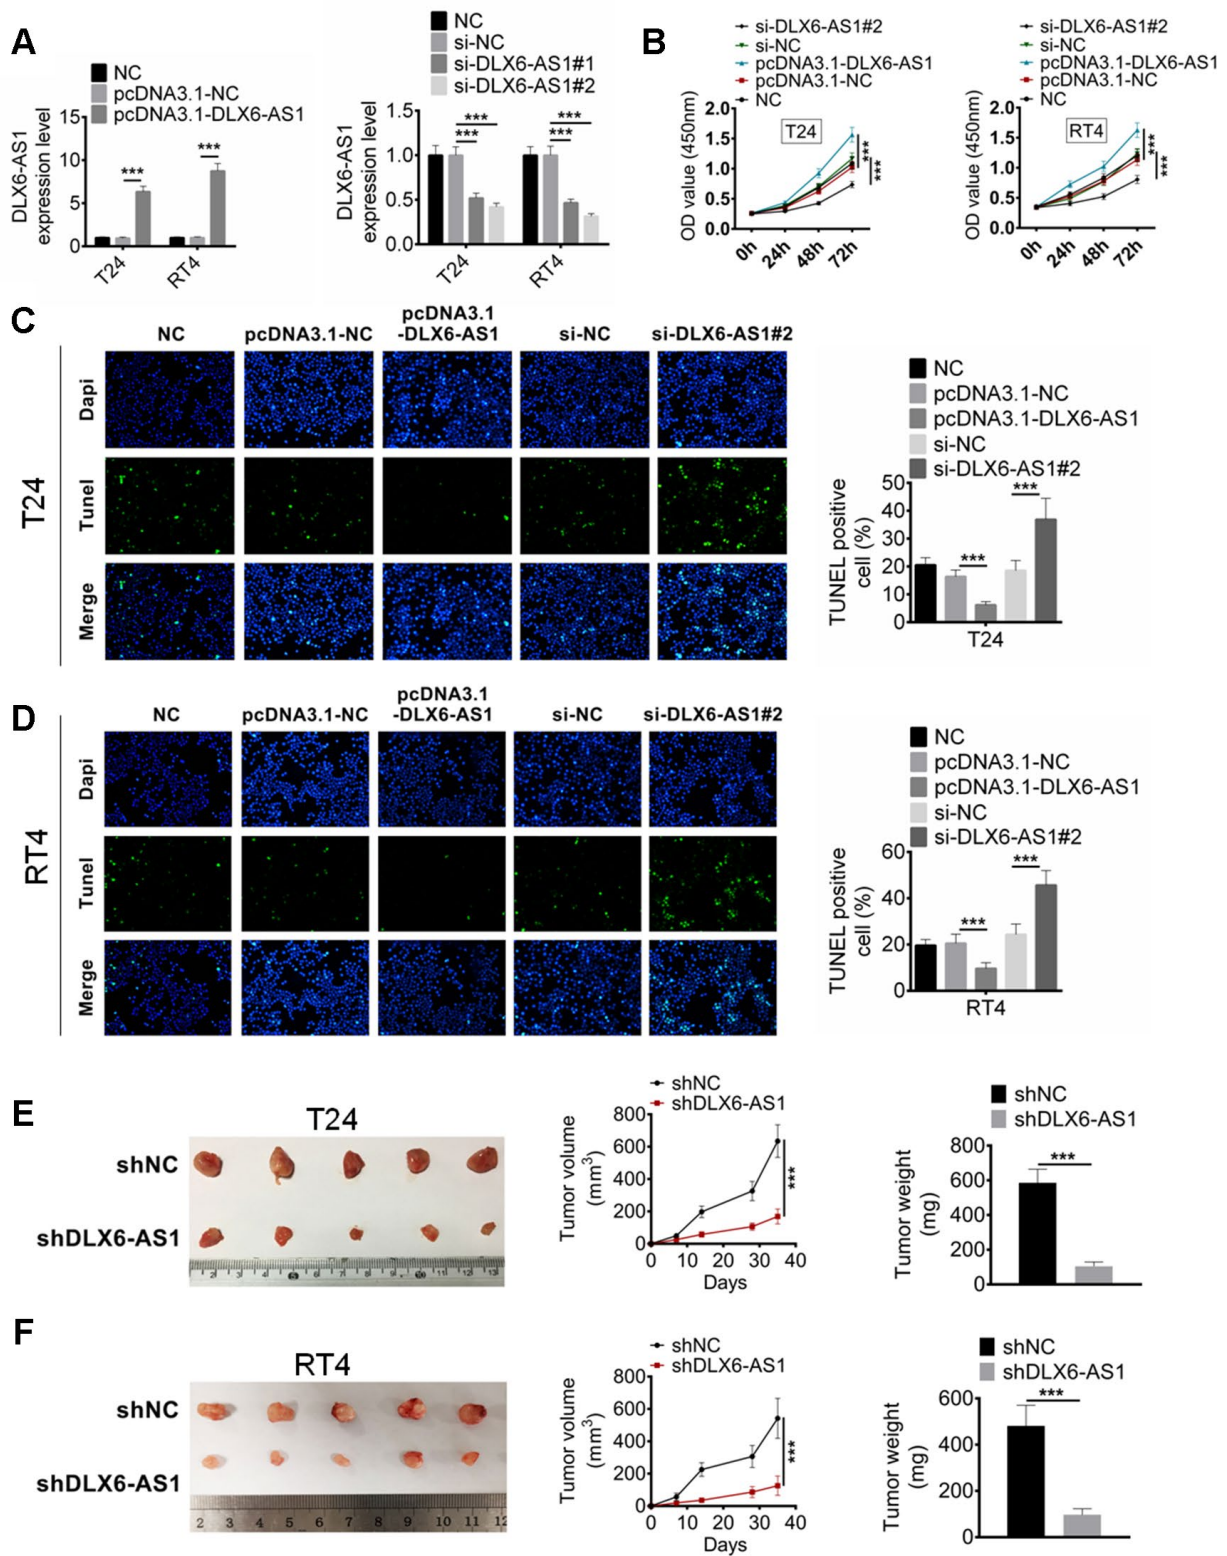 A
NC
pcDNA3.1-NC
pcDNA3.1-DLX6-AS1
DLX6-AS1
expression level
15
10
5
0
***
***
T24
RT4
NC
si-NC
si-DLX6-AS1#1
si-DLX6-AS1#2
DLX6-AS1
expression level
1.5
1.0
0.5
0.0
***
***
***
***
T24
RT4
B
si-DLX6-AS1#2
si-NC
pcDNA3.1-DLX6-AS1
pcDNA3.1-NC
NC
OD value (450nm)
2.0
1.5
1.0
0.5
0.0
T24
***
***
0h
24h
48h
72h
si-DLX6-AS1#2
si-NC
pcDNA3.1-DLX6-AS1
pcDNA3.1-NC
NC
OD value (450nm)
2.0
1.5
1.0
0.5
0.0
RT4
***
***
0h
24h
48h
72h
C
T24
NC
pcDNA3.1-NC
pcDNA3.1
-DLX6-AS1
si-NC
si-DLX6-AS1#2
Dapi
Tunel
Merge
NC
pcDNA3.1-NC
pcDNA3.1-DLX6-AS1
si-NC
si-DLX6-AS1#2
TUNEL positive
cell (%)
50
40
30
20
10
0
***
***
T24
D
RT4
NC
pcDNA3.1-NC
pcDNA3.1
-DLX6-AS1
si-NC
si-DLX6-AS1#2
Dapi
Tunel
Merge
NC
pcDNA3.1-NC
pcDNA3.1-DLX6-AS1
si-NC
si-DLX6-AS1#2
TUNEL positive
cell (%)
60
40
20
0
***
***
RT4
E
T24
shNC
shDLX6-AS1
shNC
shDLX6-AS1
Tumor volume
(mm3)
800
600
400
200
0
***
0 10 20 30 40
Days
shNC
shDLX6-AS1
Tumor weight
(mg)
800
600
400
200
0
***
F
RT4
shNC
shDLX6-AS1
2 3 4 5 6 7 8 9 10 11 12
shNC
shDLX6-AS1
Tumor volume
(mm3)
800
600
400
200
0
***
0 10 20 30 40
Days
shNC
shDLX6-AS1
Tumor weight
(mg)
600
400
200
0
***